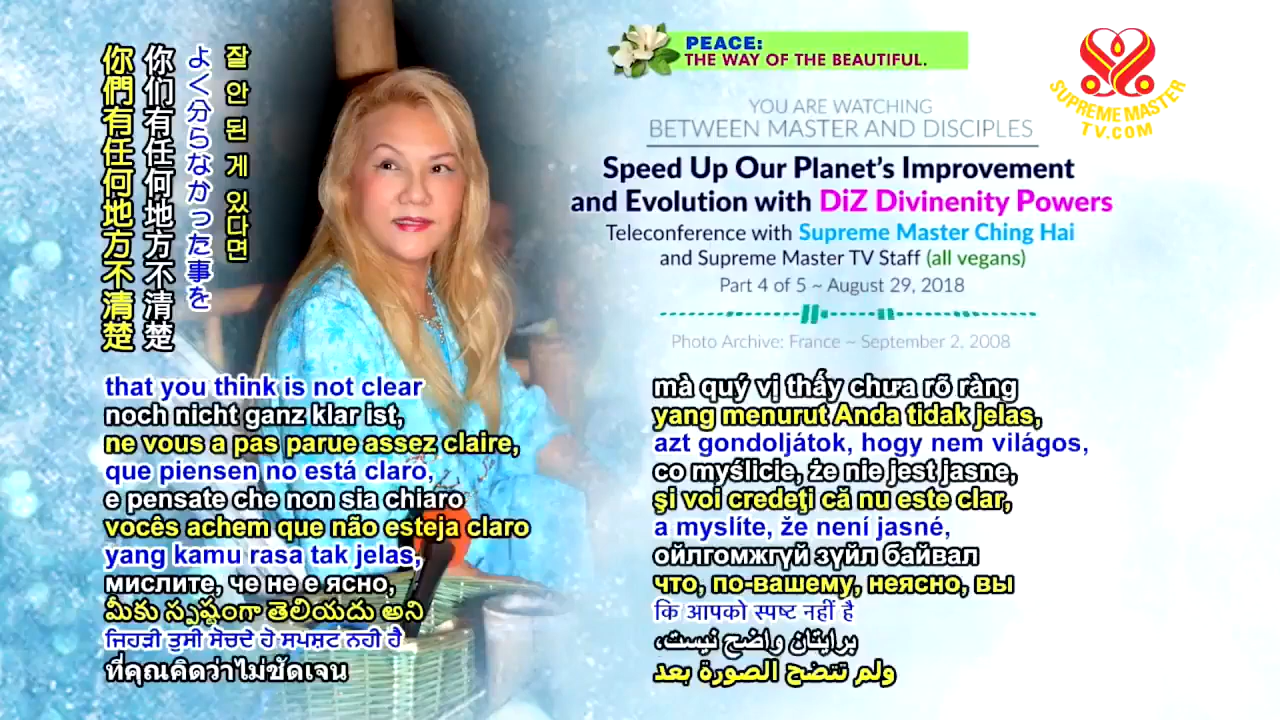 PEACE:
THE WAY OF THE BEAUTIFUL.
SUPREME MASTER
TV.COM
YOU ARE WATCHING
BETWEEN MASTER AND DISCIPLES
Speed Up Our Planet’s Improvement
and Evolution with DiZ Divinenity Powers
Teleconference with Supreme Master Ching Hai
and Supreme Master TV Staff (all vegans)
Part 4 of 5 ~ August 29, 2018
Photo Archive: France ~ September 2, 2008
잘 안 된 게 있다면
よく分らなかった事を
你们有任何地方不清楚
你們有任何地方不清楚
that you think is not clear
noch nicht ganz klar ist,
ne vous a pas parue assez claire,
que piensen no está claro,
e pensate che non sia chiaro
vocês achem que não esteja claro
yang kamu rasa tak jelas,
мислите, че не е ясно,
మీకు స్పష్టంగా తెలియదు అని
ਜਿਹੜੀ ਤੁਸੀ ਸੋਚਦੇ ਹੋ ਸਪਸ਼ਟ ਨਹੀ ਹੈ
ที่คุณคิดว่าไม่ชัดเจน
mà quý vị thấy chưa rõ ràng
yang menurut Anda tidak jelas,
azt gondoljátok, hogy nem világos,
co myślicie, że nie jest jasne,
şi voi credeţi că nu este clar,
a myslíte, že není jasné,
ойлгомжгүй зүйл байвал
что, по-вашему, неясно, вы
कि आपको स्पष्ट नहीं है
برایتان واضح نیست،
ولم تتضح الصورة بعد